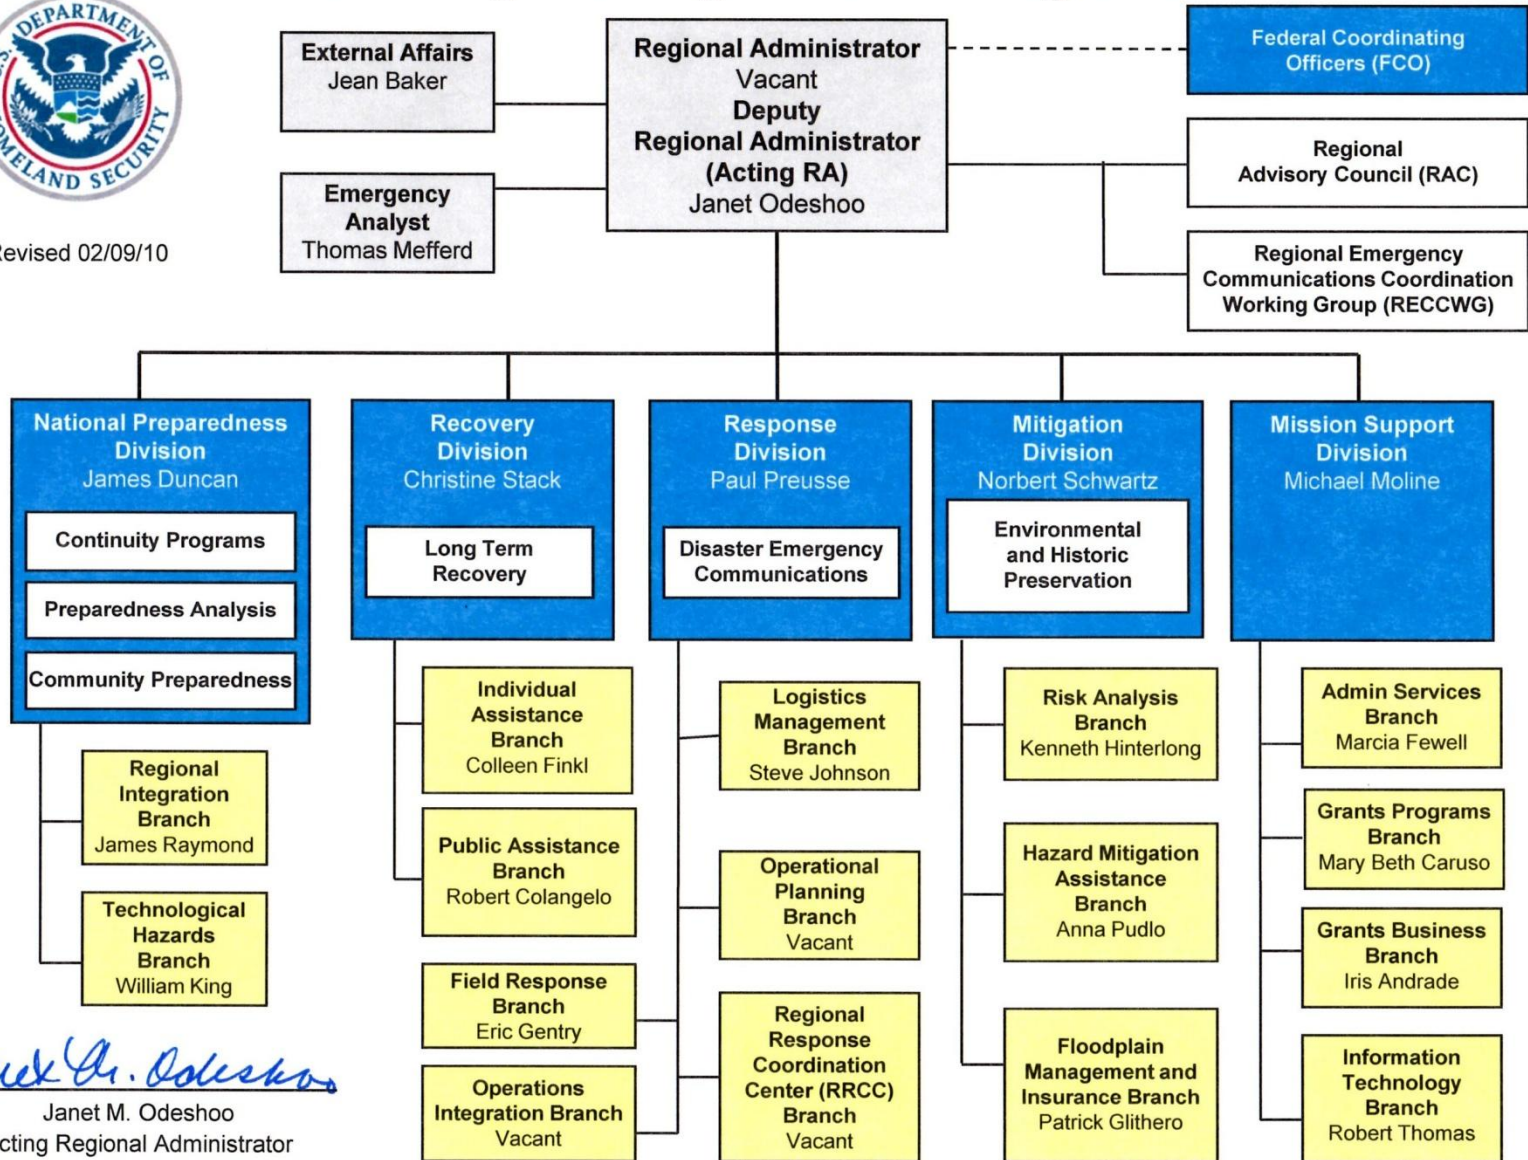 DEPARTMENT OF
HOMELAND SECURITY
External Affairs
Jean Baker
Regional Administrator
Vacant
Deputy
Regional Administrator
(Acting RA)
Janet Odeshoo
Federal Coordinating
Officers (FCO)
Regional
Advisory Council (RAC)
Emergency
Analyst
Thomas Mefferd
Regional Emergency
Communications Coordination
Working Group (RECCWG)
Revised 02/09/10
National Preparedness
Division
James Duncan
Continuity Programs
Preparedness Analysis
Community Preparedness
Regional
Integration
Branch
James Raymond
Technological
Hazards
Branch
William King
Recovery
Division
Christine Stack
Long Term
Recovery
Individual
Assistance
Branch
Colleen Finkl
Public Assistance
Branch
Robert Colangelo
Response
Division
Paul Preusse
Disaster Emergency
Communications
Logistics
Management
Branch
Steve Johnson
Operational
Planning
Branch
Vacant
Field Response
Branch
Eric Gentry
Regional
Response
Coordination
Center (RRCC)
Branch
Vacant
Operations
Integration Branch
Vacant
Mitigation
Division
Norbert Schwartz
Environmental
and Historic
Preservation
Risk Analysis
Branch
Kenneth Hinterlong
Hazard Mitigation
Assistance
Branch
Anna Pudlo
Floodplain
Management and
Insurance Branch
Patrick Glithero
Mission Support
Division
Michael Moline
Admin Services
Branch
Marcia Fewell
Grants Programs
Branch
Mary Beth Caruso
Grants Business
Branch
Iris Andrade
Information
Technology
Branch
Robert Thomas
Odeshoo
Janet M. Odeshoo
Acting Regional Administrator